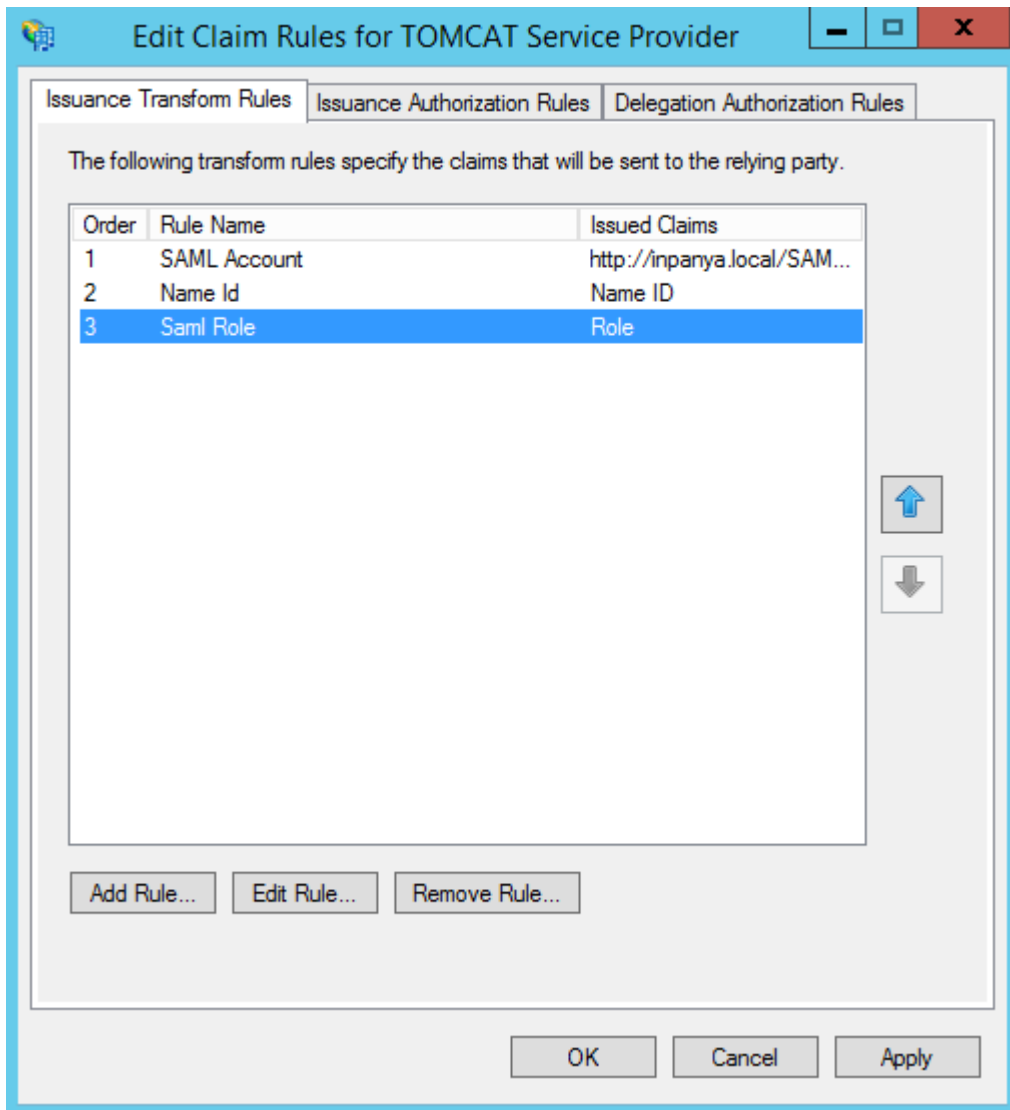 Edit Claim Rules for TOMCAT Service Provider
Issuance Transform Rules Issuance Authorization Rules Delegation Authorization Rules
The following transform rules specify the claims that will be sent to the relying party.
Order Rule Name Issued Claims
1 SAML Account http://inpanya.local/SAM...
2 Name Id Name ID
3 Saml Role Role
Add Rule... Edit Rule... Remove Rule...
OK Cancel Apply